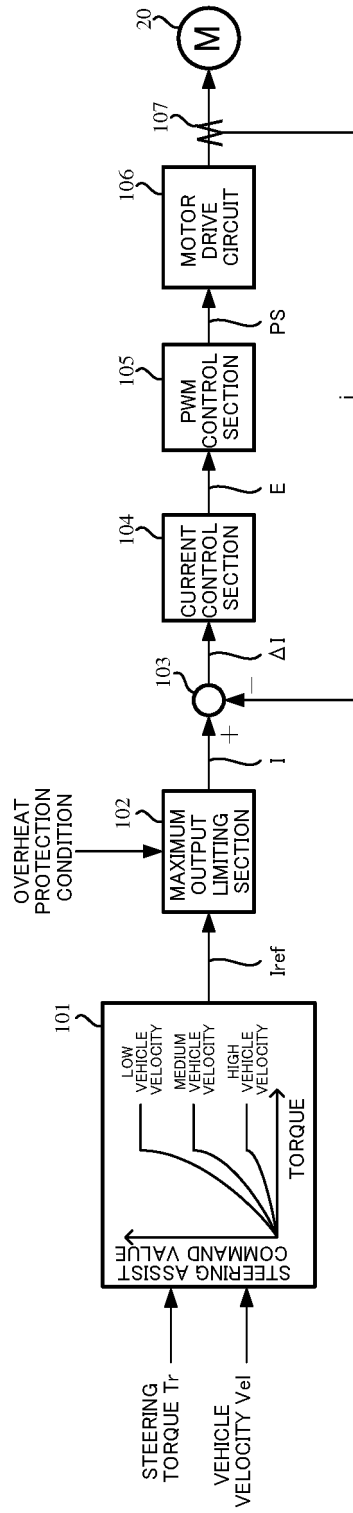 STEERING
TORQUE Tr
VEHICLE
VELOCITY Vel
101
STEERING ASSIST
COMMAND VALUE
LOW
VEHICLE
VELOCITY
MEDIUM
VEHICLE
VELOCITY
HIGH
VEHICLE
VELOCITY
TORQUE
Iref
OVERHEAT
PROTECTION
CONDITION
102
MAXIMUM
OUTPUT
LIMITING
SECTION
I
+
−
103
ΔI
104
CURRENT
CONTROL
SECTION
E
105
PWM
CONTROL
SECTION
PS
106
MOTOR
DRIVE
CIRCUIT
107
20
M
i